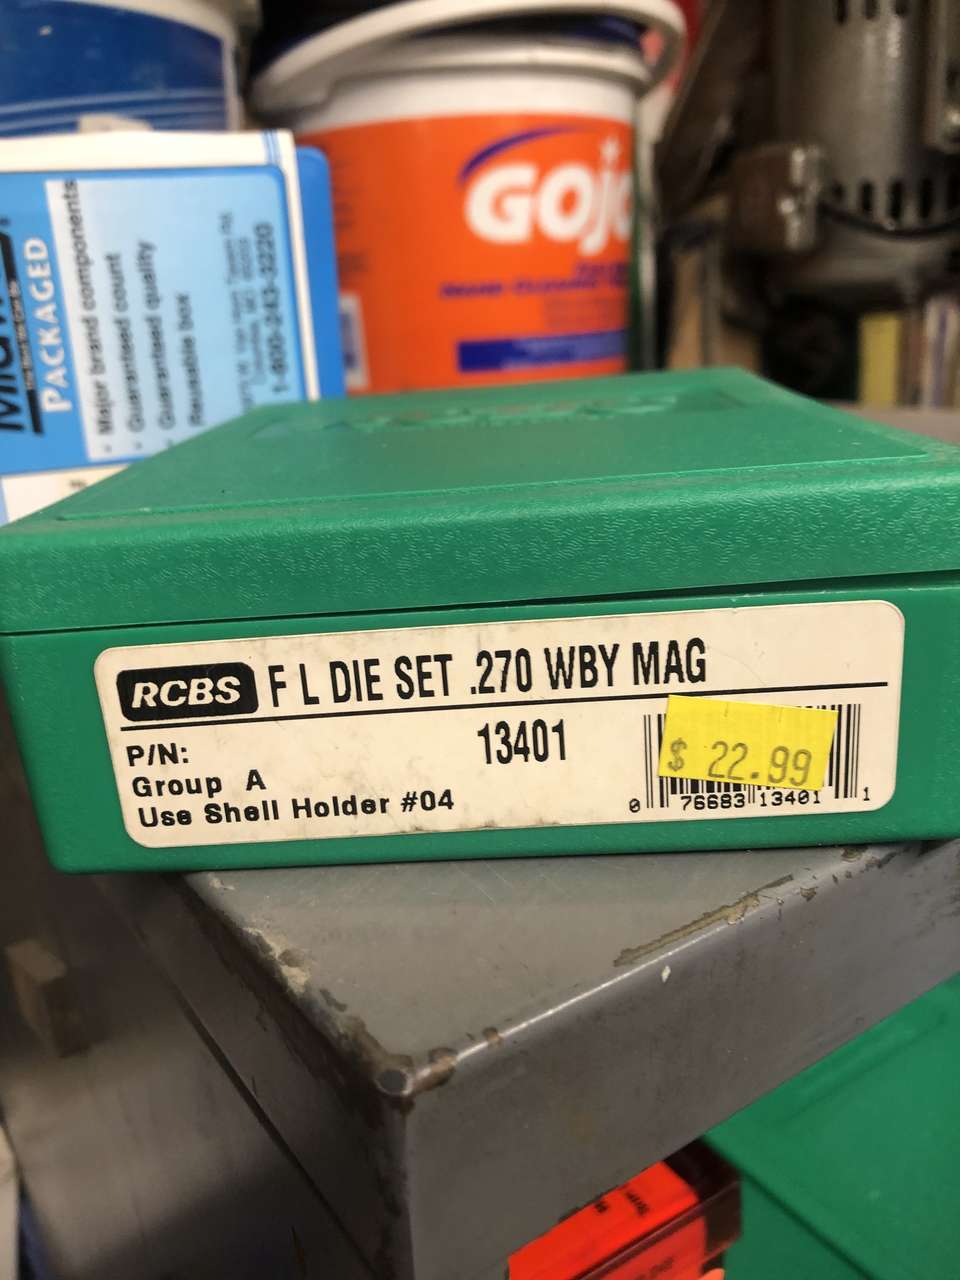 GOJO
PACKAGED
• Major brand components
• Guaranteed count
• Guaranteed quality
Reusable box
1-800-243-3220
RCBS F L DIE SET .270 WBY MAG
P/N: 13401
Group A
Use Shell Holder #04
$ 22.99
0 76683 13401 1